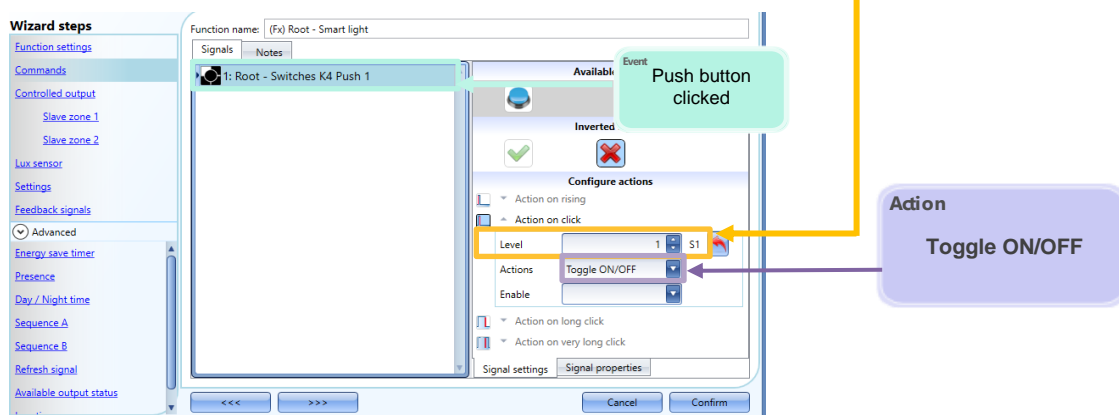 Wizard steps
Function settings
Commands
Controlled output
Slave zone 1
Slave zone 2
Lux sensor
Settings
Feedback signals
Advanced
Energy save timer
Presence
Day / Night time
Sequence A
Sequence B
Refresh signal
Available output status
Function name: (Fx) Root - Smart light
Signals Notes
1: Root - Switches K4 Push 1
Event
Push button
clicked
Inverted
Configure actions
Action on rising
Action on click
Level 1 S1
Actions Toggle ON/OFF
Enable
Action on long click
Action on very long click
Signal settings Signal properties
<<< >>> Cancel Confirm
Action
Toggle ON/OFF